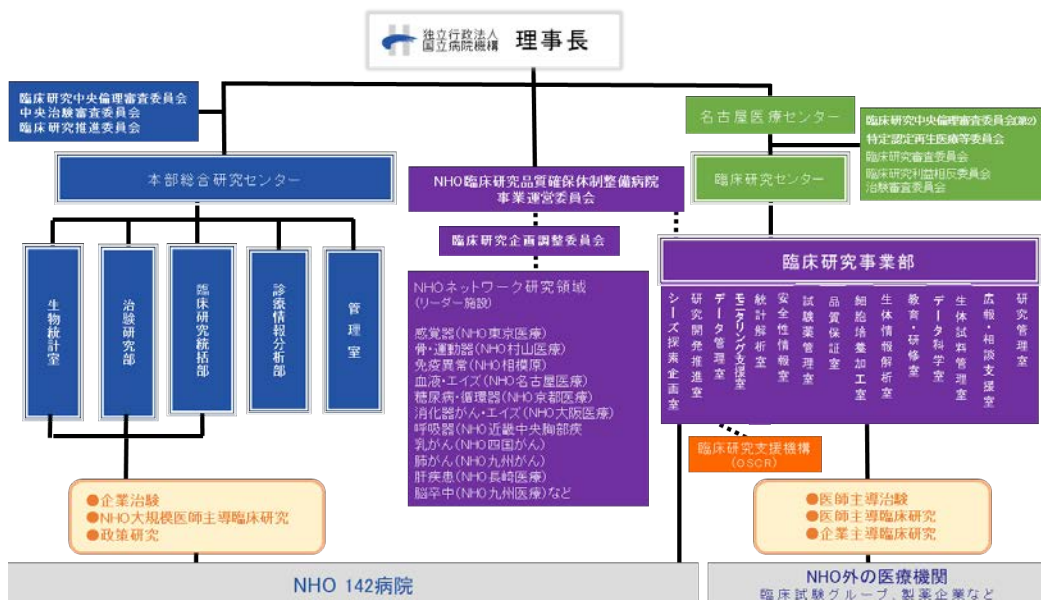 独立行政法人
国立病院機構
理事長
臨床研究中央倫理審査委員会
中央治験審査委員会
臨床研究推進委員会
名古屋医療センター
臨床研究中央倫理審査委員会(第2)
特定認定再生医療等委員会
臨床研究審査委員会
臨床研究利益相反委員会
治験審査委員会
本部総合研究センター
NHO臨床研究品質確保体制整備病院
事業運営委員会
臨床研究センター
臨床研究企画調整委員会
臨床研究事業部
生物統計室
治験研究部
臨床研究統括部
診療情報分析部
管理室
NHOネットワーク研究領域
(リーダー施設)
感覚器(NHO東京医療)
骨・運動器(NHO村山医療)
免疫異常(NHO相模原)
血液・エイズ(NHO名古屋医療)
糖尿病・循環器(NHO京都医療)
消化器がん・エイズ(NHO大阪医療)
呼吸器(NHO近畿中央胸部疾
乳がん(NHO四国がん)
肺がん(NHO九州がん)
肝疾患(NHO長崎医療)
脳卒中(NHO九州医療)など
シーズ探索企画室
研究開発推進室
データ管理室
モニタリング支援室
統計解析室
安全性情報室
試験薬管理室
品質保証室
細胞培養加工室
生体情報解析室
教育・研修室
データ科学室
生体試料管理室
広報・相談支援室
研究管理室
臨床研究支援機構
(OSCR)
●企業治験
●NHO大規模医師主導臨床研究
●政策研究
●医師主導治験
●医師主導臨床研究
●企業主導臨床研究
NHO 142病院
NHO外の医療機関
臨床試験グループ、製薬企業など